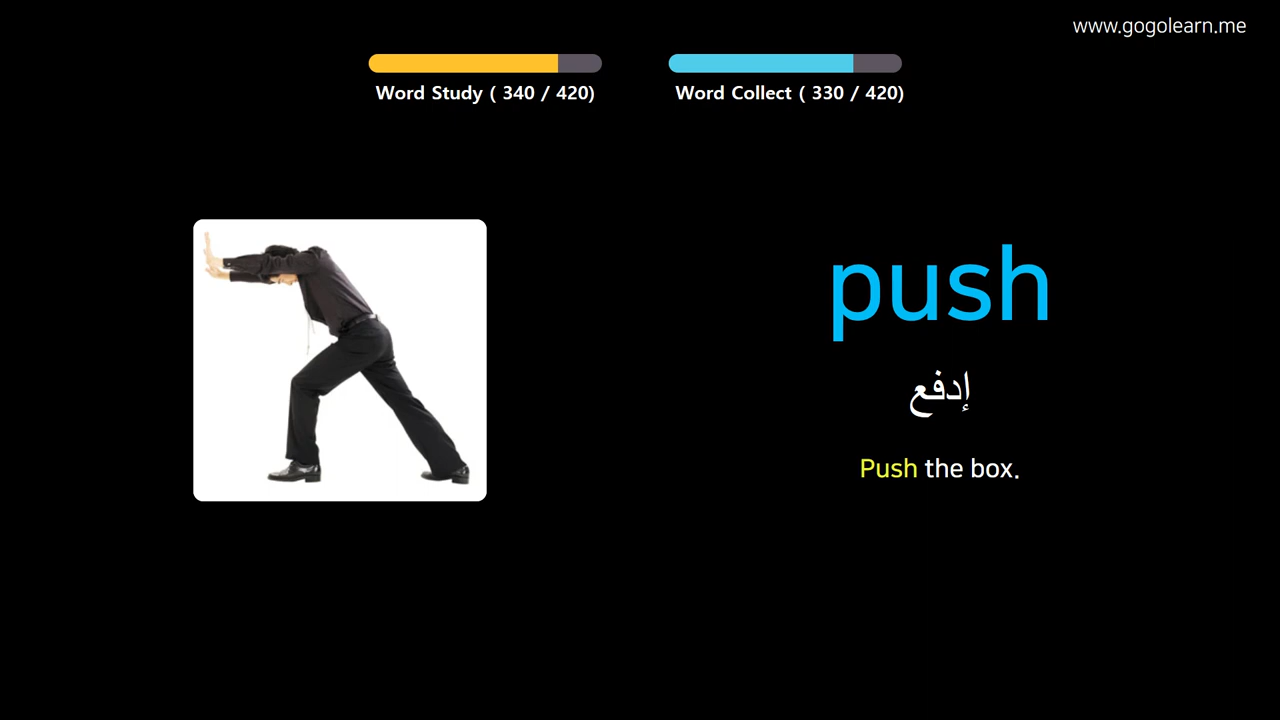 www.gogolearn.me
Word Study ( 340 / 420)
Word Collect ( 330 / 420)
push
إدفع
Push the box.